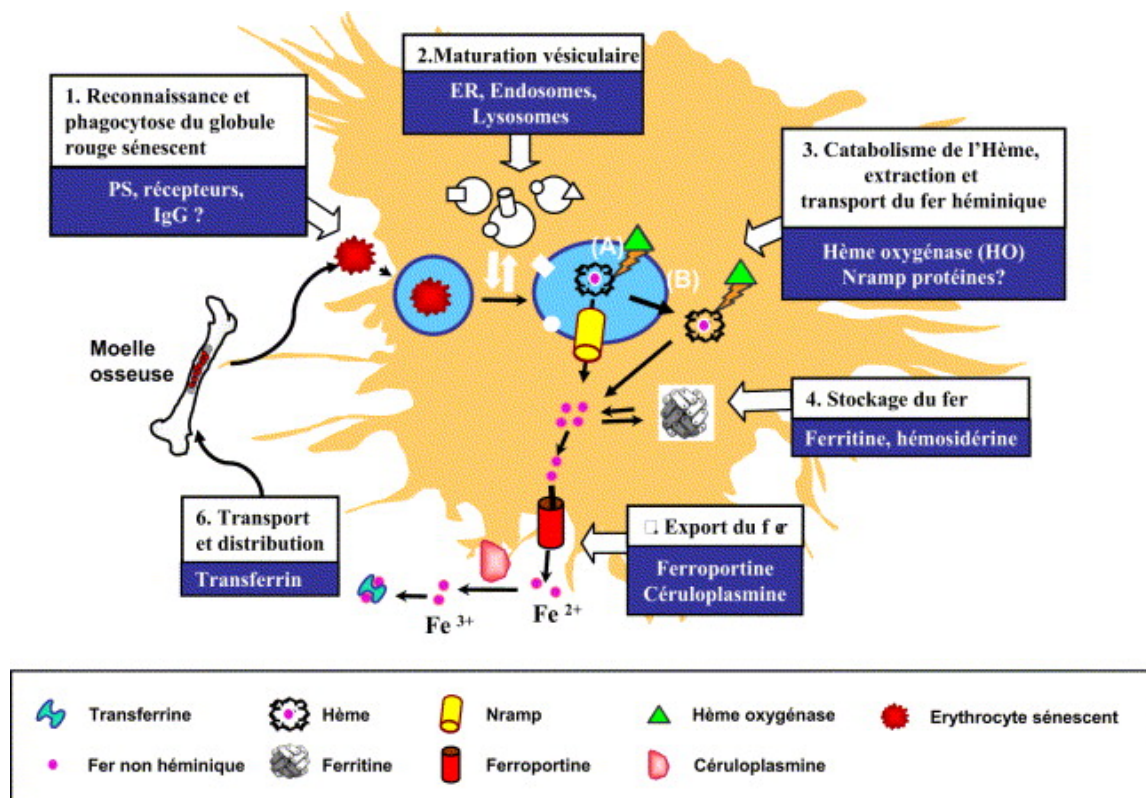 1. Reconnaissance et
phagocytose du globule
rouge sénescent
PS, récepteurs,
IgG ?
2.Maturation vésiculaire
ER, Endosomes,
Lysosomes
3. Catabolisme de l'Hème,
extraction et
transport du fer héminique
Hème oxygénase (HO)
Nramp protéines?
(A)
(B)
Moelle
osseuse
4. Stockage du fer
Ferritine, hémosidérine
. Export du fer
Ferroportine
Céruloplasmine
6. Transport
et distribution
Transferrin
Fe 3+
Fe 2+
Transferrine
Hème
Nramp
Hème oxygénase
Erythrocyte sénescent
Fer non héminique
Ferritine
Ferroportine
Céruloplasmine